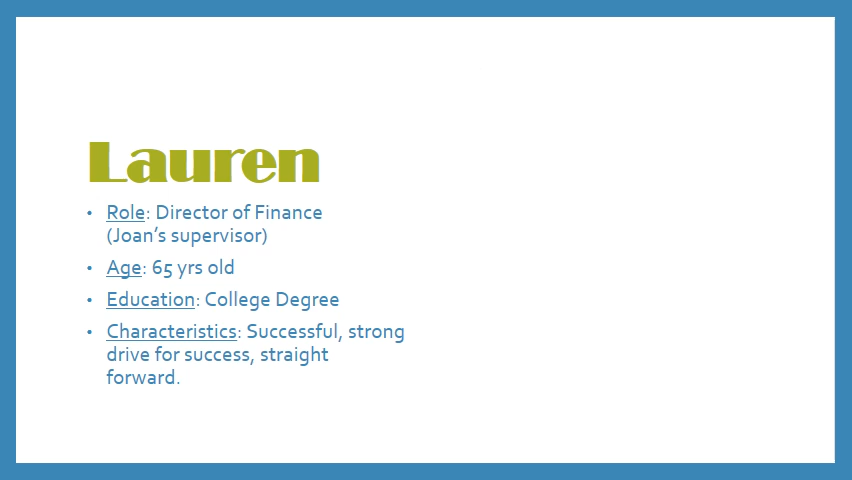 Lauren
• Role: Director of Finance
(Joan's supervisor)
• Age: 65 yrs old
• Education: College Degree
• Characteristics: Successful, strong
drive for success, straight
forward.